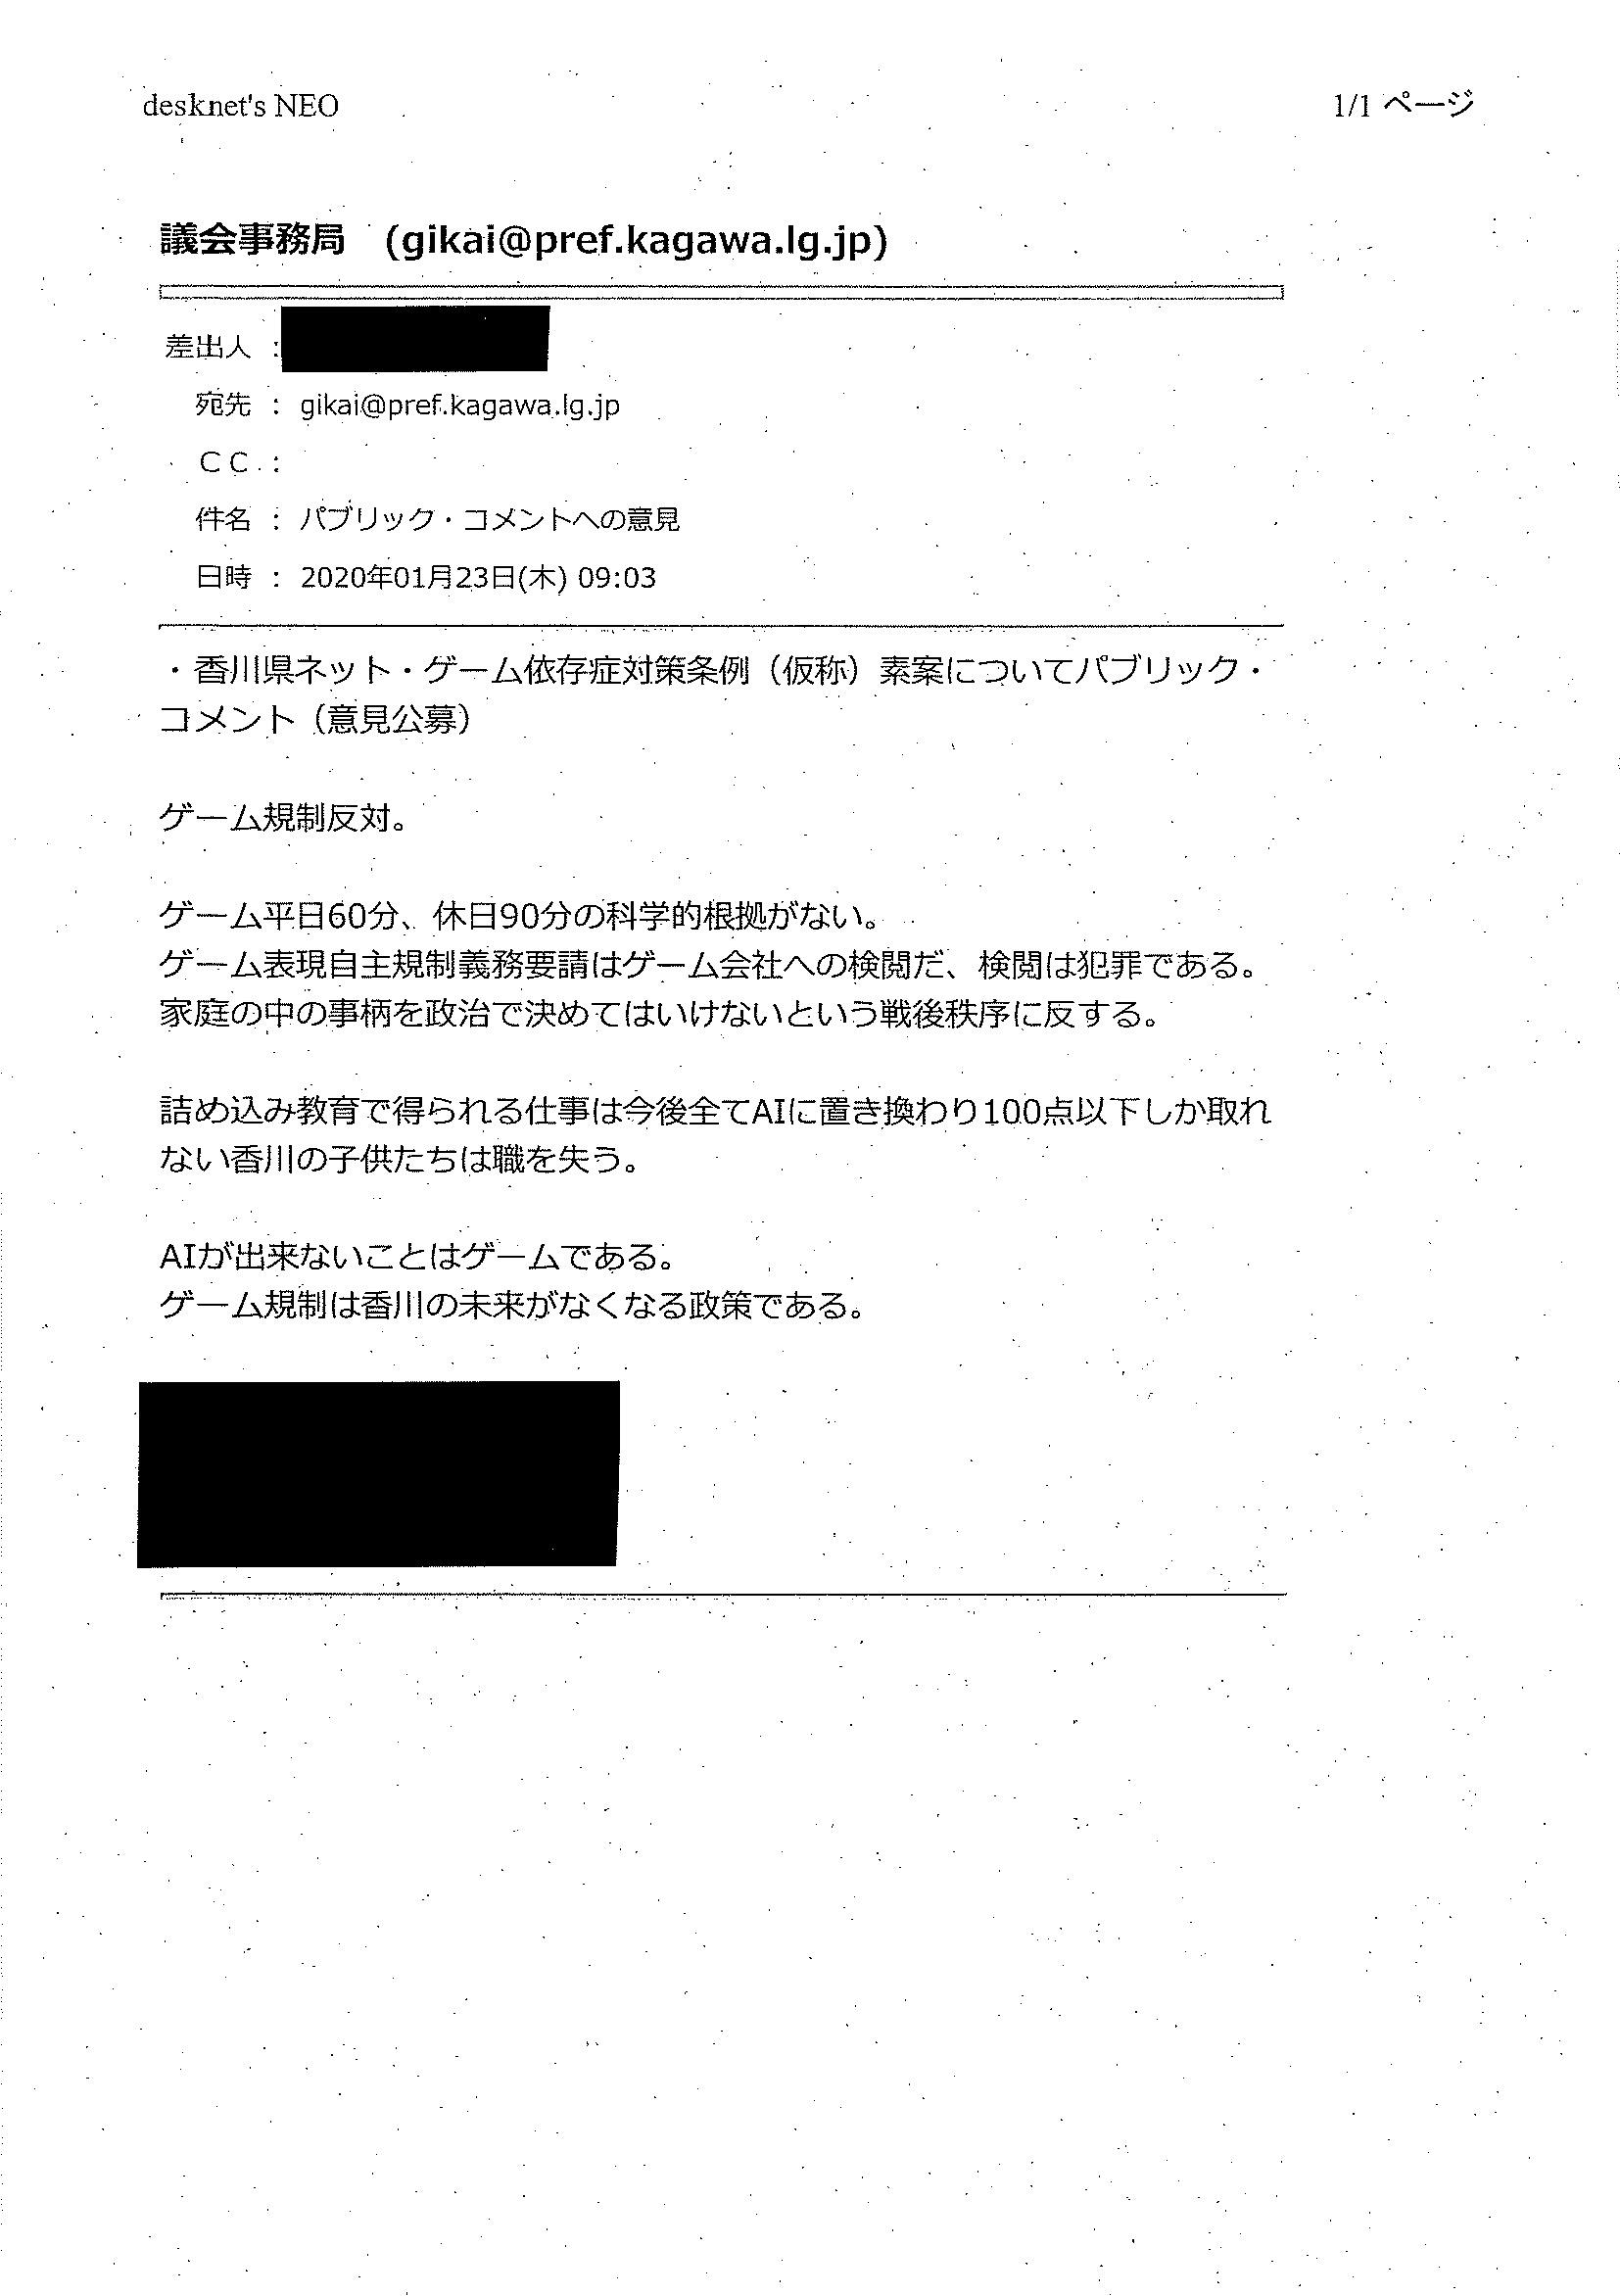 desknet's NEO
1/1 ページ
議会事務局 (gikai@pref.kagawa.lg.jp)
差出人 :
宛先 : gikai@pref.kagawa.lg.jp
CC :
件名 : パブリック・コメントへの意見
日時 : 2020年01月23日(木) 09:03
・香川県ネット・ゲーム依存症対策条例（仮称）素案についてパブリック・
コメント（意見公募）
ゲーム規制反対。
ゲーム平日60分、休日90分の科学的根拠がない。
ゲーム表現自主規制義務要請はゲーム会社への検閲だ、検閲は犯罪である。
家庭の中の事柄を政治で決めてはいけないという戦後秩序に反する。
詰め込み教育で得られる仕事は今後全てAIに置き換わり100点以下しか取れ
ない香川の子供たちは職を失う。
AIが出来ないことはゲームである。
ゲーム規制は香川の未来がなくなる政策である。